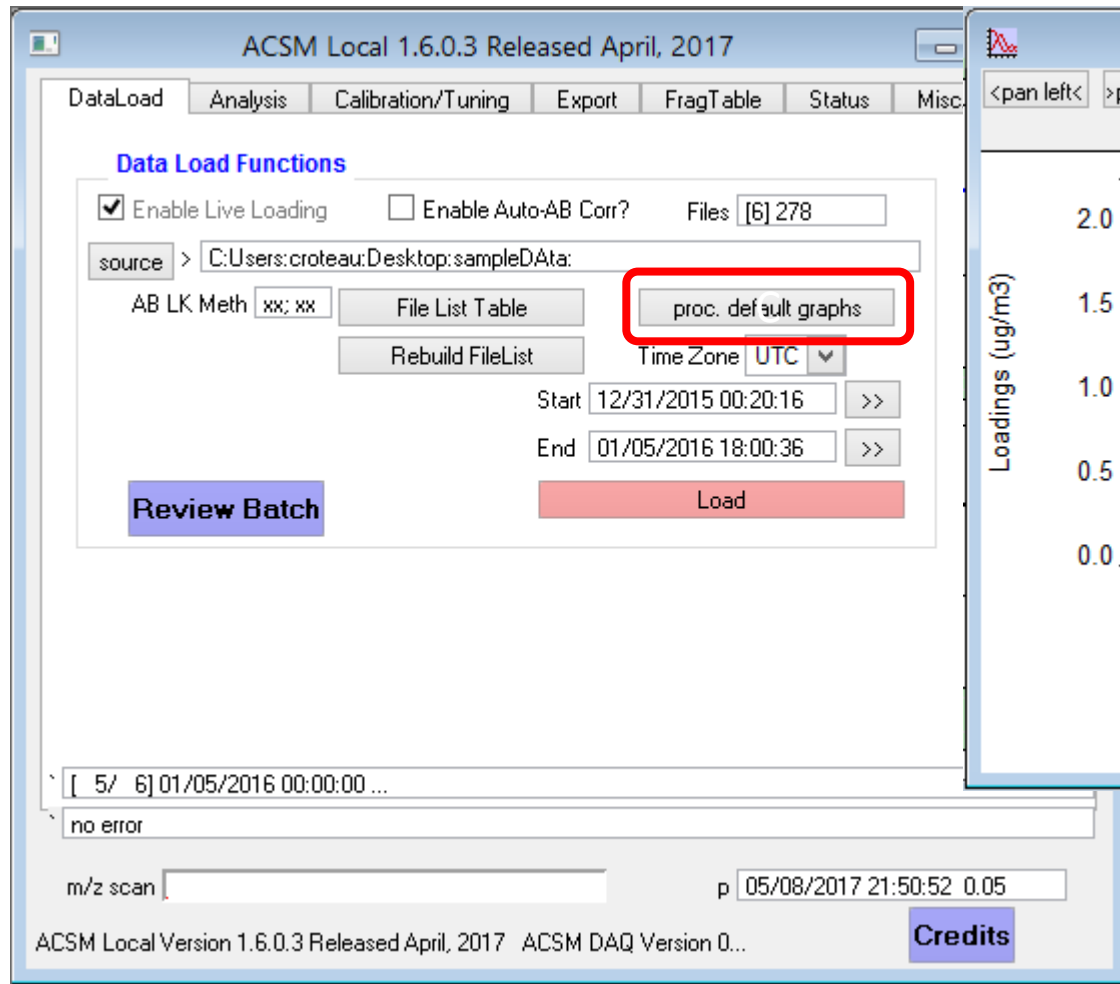 ACSM Local 1.6.0.3 Released April, 2017
DataLoad Analysis Calibration/Tuning Export FragTable Status Misc.
<pan left<
Data Load Functions
Enable Live Loading Enable Auto-AB Corr? Files [6] 278
source > C:Users:croteau:Desktop:sampleDAta:
AB LK Meth xx; xx File List Table proc. default graphs
Rebuild FileList Time Zone UTC
Start 12/31/2015 00:20:16 >>
End 01/05/2016 18:00:36 >>
Review Batch Load
Loadings (ug/m3)
2.0
1.5
1.0
0.5
0.0
[ 5/ 6] 01/05/2016 00:00:00 ...
no error
m/z scan p 05/08/2017 21:50:52 0.05
ACSM Local Version 1.6.0.3 Released April, 2017 ACSM DAQ Version 0...
Credits